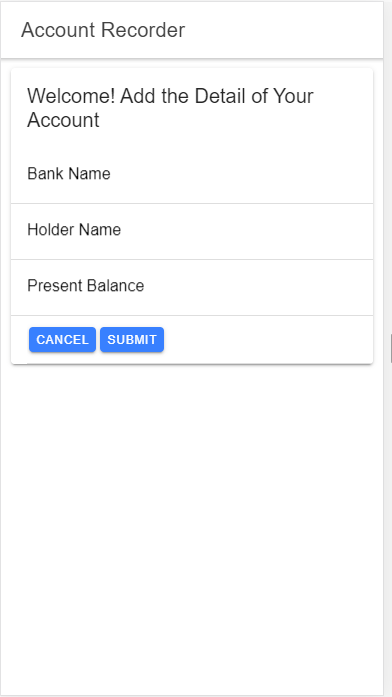 Account Recorder
Welcome! Add the Detail of Your
Account
Bank Name
Holder Name
Present Balance
CANCEL SUBMIT